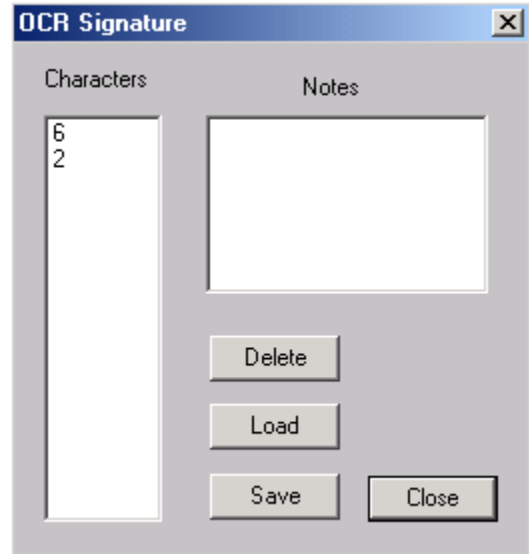 OCR Signature
Characters
Notes
6
2
Delete
Load
Save
Close